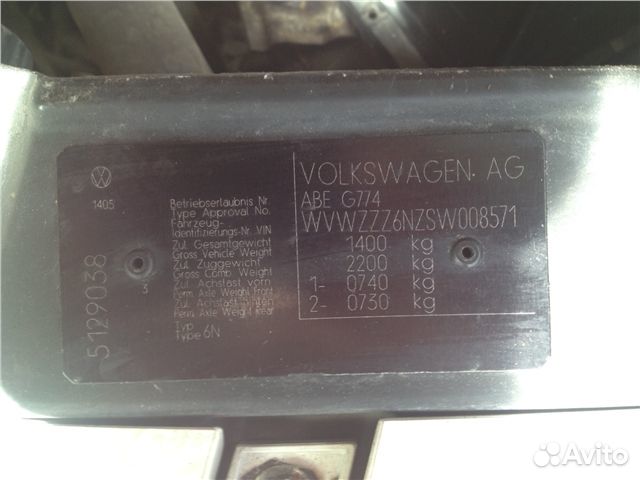 1405
5129038
3
Betriebserlaubnis Nr.
Type Approval No.
Fahrzeug-
Identifizierungs-Nr. VIN
Zul. Gesamtgewicht
Gross Vehicle Weight
Zul. Zuggewicht
Gross Comb. Weight
Zul. Achslast vorn
Perm. Axle Weight Front
Zul. Achslast hinten
Perm. Axle Weight Rear
Typ
Type 6N
VOLKSWAGEN AG
ABE G774
WVWZZZ6NZSW008571
1400 kg
2200 kg
1- 0740 kg
2- 0730 kg
Avito